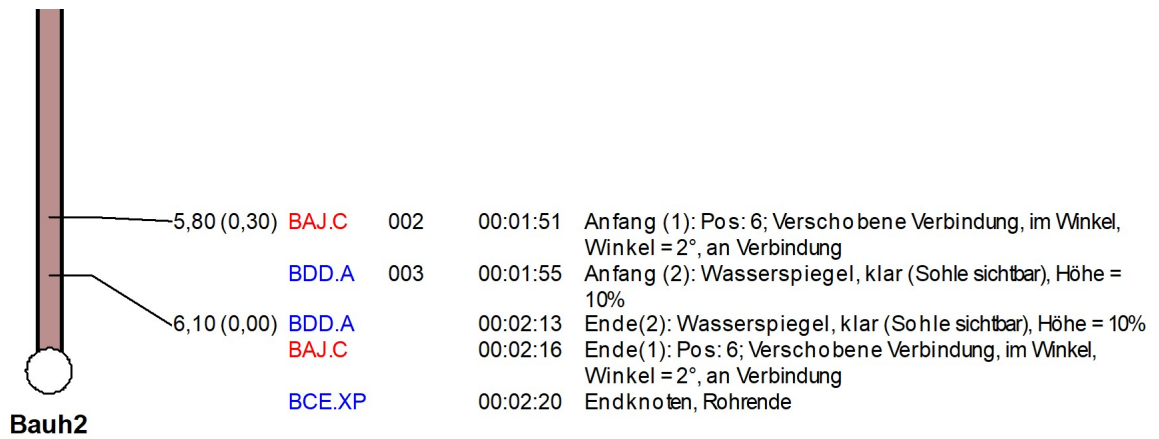 5,80 (0,30) BAJ.C 002 00:01:51 Anfang (1): Pos: 6; Verschobene Verbindung, im Winkel,
Winkel = 2°, an Verbindung
BDD.A 003 00:01:55 Anfang (2): Wasserspiegel, klar (Sohle sichtbar), Höhe =
10%
6,10 (0,00) BDD.A 00:02:13 Ende(2): Wasserspiegel, klar (Sohle sichtbar), Höhe = 10%
BAJ.C 00:02:16 Ende(1): Pos: 6; Verschobene Verbindung, im Winkel,
Winkel = 2°, an Verbindung
BCE.XP 00:02:20 Endknoten, Rohrende
Bauh2